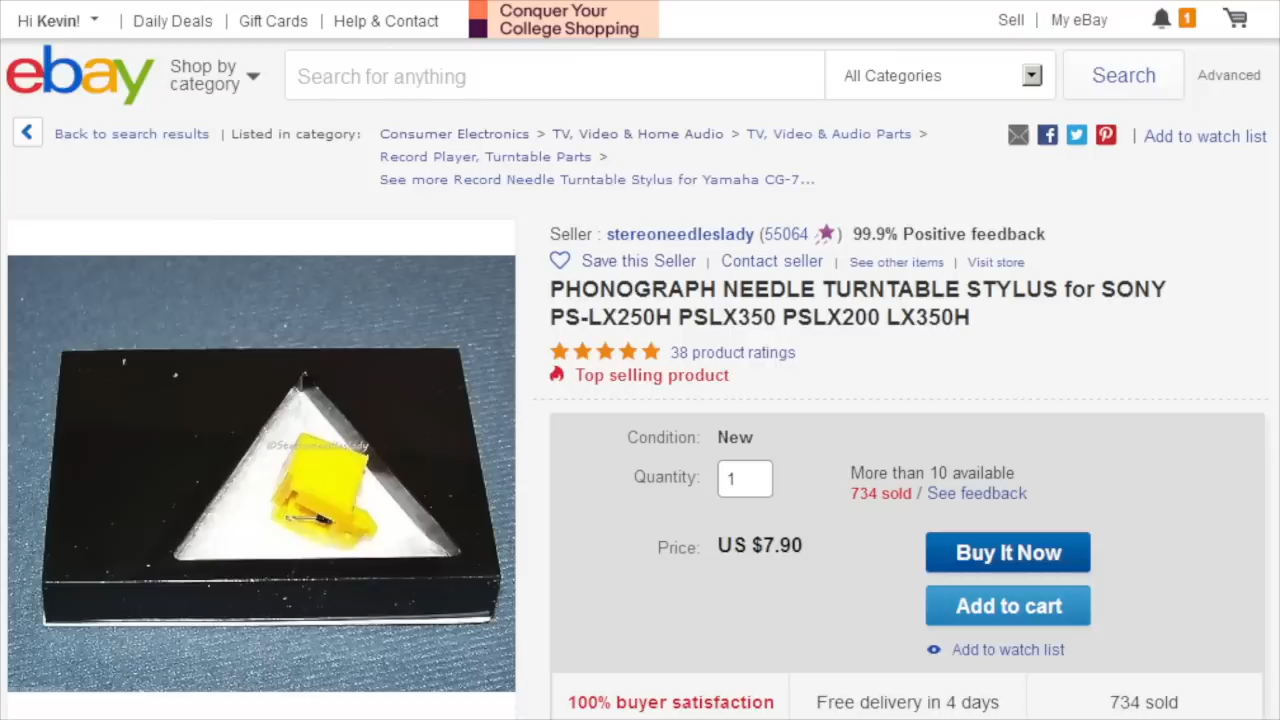 Hi Kevin! | Daily Deals | Gift Cards | Help & Contact
Conquer Your
College Shopping
Sell | My eBay
1
ebay
Shop by
category
Search for anything
All Categories
Search
Advanced
Back to search results | Listed in category:
Consumer Electronics > TV, Video & Home Audio > TV, Video & Audio Parts >
Record Player, Turntable Parts >
See more Record Needle Turntable Stylus for Yamaha CG-7...
| Add to watch list
Seller : stereoneedleslady (55064 ) 99.9% Positive feedback
Save this Seller | Contact seller | See other items | Visit store
PHONOGRAPH NEEDLE TURNTABLE STYLUS for SONY
PS-LX250H PSLX350 PSLX200 LX350H
38 product ratings
Top selling product
Condition: New
Quantity: 1
More than 10 available
734 sold / See feedback
Price: US $7.90
Buy It Now
Add to cart
Add to watch list
100% buyer satisfaction
Free delivery in 4 days
734 sold